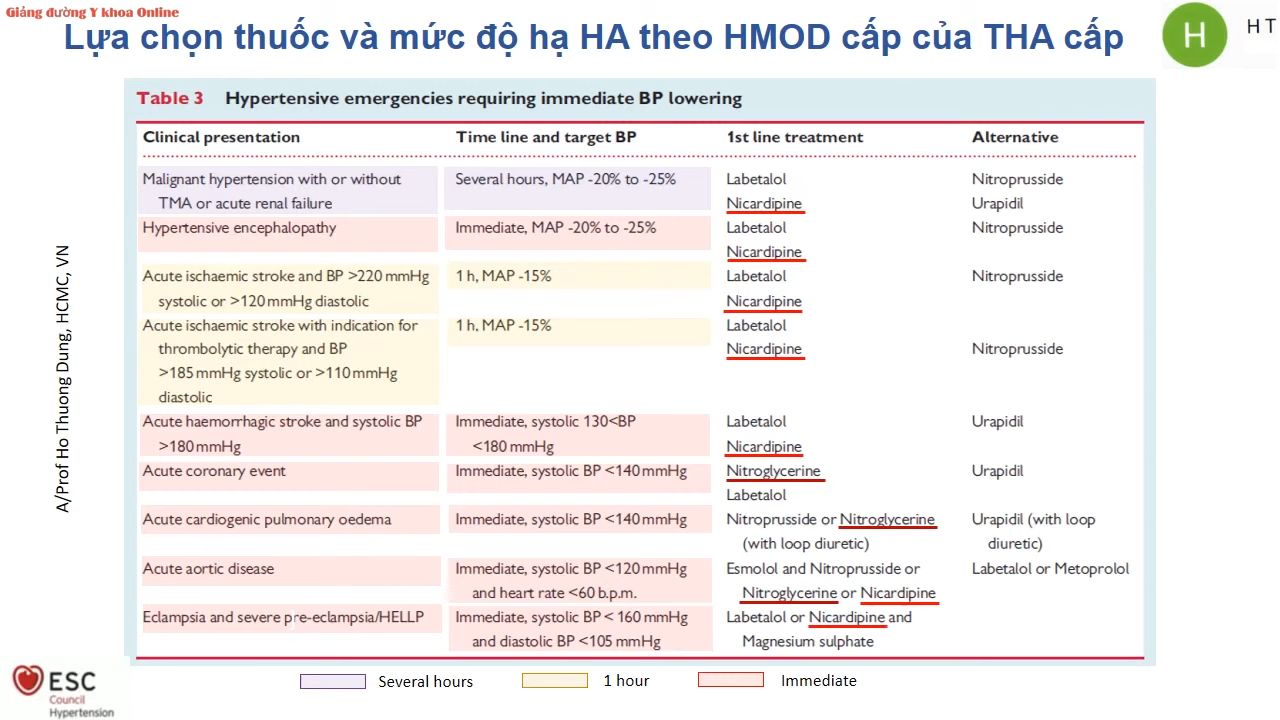 Giảng đường Y khoa Online
Lựa chọn thuốc và mức độ hạ HA theo HMOD cấp của THA cấp
H
H T
A/Prof Ho Thuong Dung, HCMC, VN
Table 3 Hypertensive emergencies requiring immediate BP lowering
Clinical presentation Time line and target BP 1st line treatment Alternative
Malignant hypertension with or without Several hours, MAP -20% to -25% Labetalol Nitroprusside
TMA or acute renal failure Nicardipine Urapidil
Hypertensive encephalopathy Immediate, MAP -20% to -25% Labetalol Nitroprusside
Nicardipine
Acute ischaemic stroke and BP >220 mmHg 1 h, MAP -15% Labetalol Nitroprusside
systolic or >120 mmHg diastolic Nicardipine
Acute ischaemic stroke with indication for 1 h, MAP -15% Labetalol
thrombolytic therapy and BP Nicardipine Nitroprusside
>185 mmHg systolic or >110 mmHg
diastolic
Acute haemorrhagic stroke and systolic BP Immediate, systolic 130<BP Labetalol Urapidil
>180 mmHg <180 mmHg Nicardipine
Acute coronary event Immediate, systolic BP <140 mmHg Nitroglycerine Urapidil
Labetalol
Acute cardiogenic pulmonary oedema Immediate, systolic BP <140 mmHg Nitroprusside or Nitroglycerine Urapidil (with loop
(with loop diuretic) diuretic)
Acute aortic disease Immediate, systolic BP <120 mmHg Esmolol and Nitroprusside or Labetalol or Metoprolol
and heart rate <60 b.p.m. Nitroglycerine or Nicardipine
Eclampsia and severe pre-eclampsia/HELLP Immediate, systolic BP < 160 mmHg Labetalol or Nicardipine and
and diastolic BP <105 mmHg Magnesium sulphate
Several hours 1 hour Immediate
ESC
Council
Hypertension